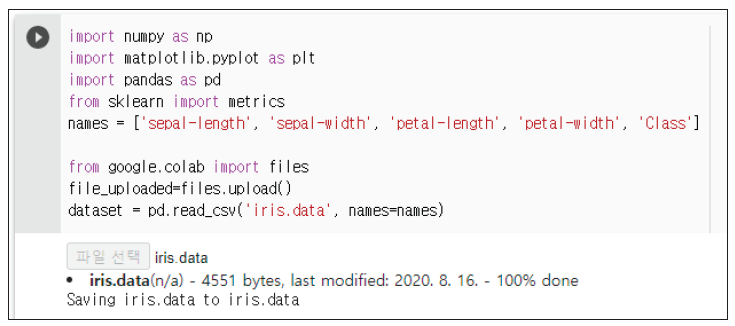 import numpy as np
import matplotlib.pyplot as plt
import pandas as pd
from sklearn import metrics
names = ['sepal-length', 'sepal-width', 'petal-length', 'petal-width', 'Class']
from google.colab import files
file_uploaded=files.upload()
dataset = pd.read_csv('iris.data', names=names)
파일 선택 iris.data
• iris.data(n/a) - 4551 bytes, last modified: 2020. 8. 16. - 100% done
Saving iris.data to iris.data